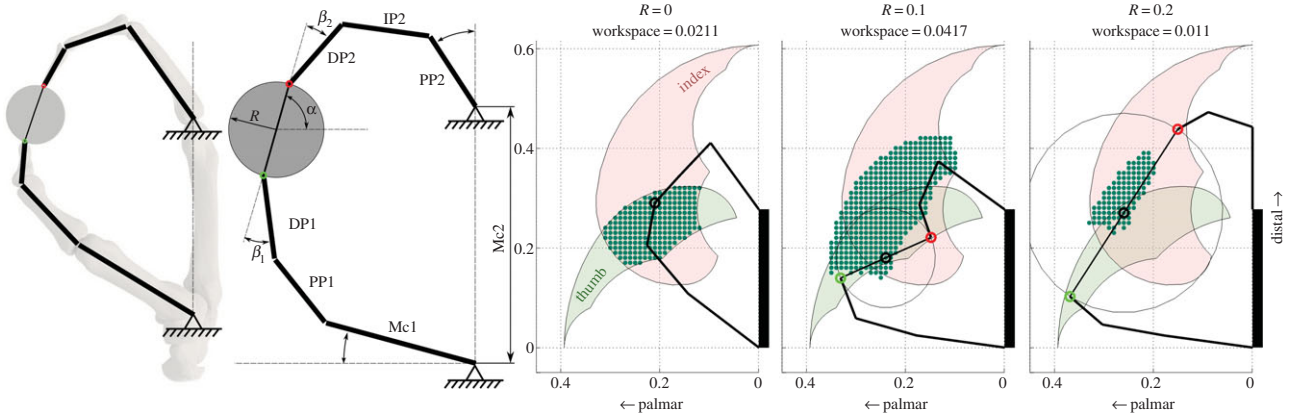 β2
IP2
DP2
PP2
R
α
DP1
β1
PP1
Mc1
Mc2
R = 0
workspace = 0.0211
R = 0.1
workspace = 0.0417
R = 0.2
workspace = 0.011
0.6
0.4
0.2
0
index
thumb
0.4
0.2
0
← palmar
0.4
0.2
0
← palmar
0.4
0.2
0
← palmar
distal →